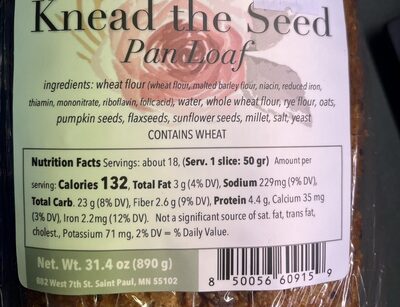 Knead the Seed
Pan Loaf
ingredients: wheat flour (wheat flour, malted barley flour, niacin, reduced iron,
thiamin, mononitrate, riboflavin, folic acid), water, whole wheat flour, rye flour, oats,
pumpkin seeds, flaxseeds, sunflower seeds, millet, salt, yeast
CONTAINS WHEAT
Nutrition Facts Servings: about 18, (Serv. 1 slice: 50 gr) Amount per
serving: Calories 132, Total Fat 3 g (4% DV), Sodium 229mg (9% DV),
Total Carb. 23 g (8% DV), Fiber 2.6 g (9% DV), Protein 4.4 g, Calcium 35 mg
(3% DV), Iron 2.2mg (12% DV). Not a significant source of sat. fat, trans fat,
cholest., Potassium 71 mg, 2% DV = % Daily Value.
Net. Wt. 31.4 oz (890 g)
882 West 7th St. Saint Paul, MN 55102
8 50056 60915 9